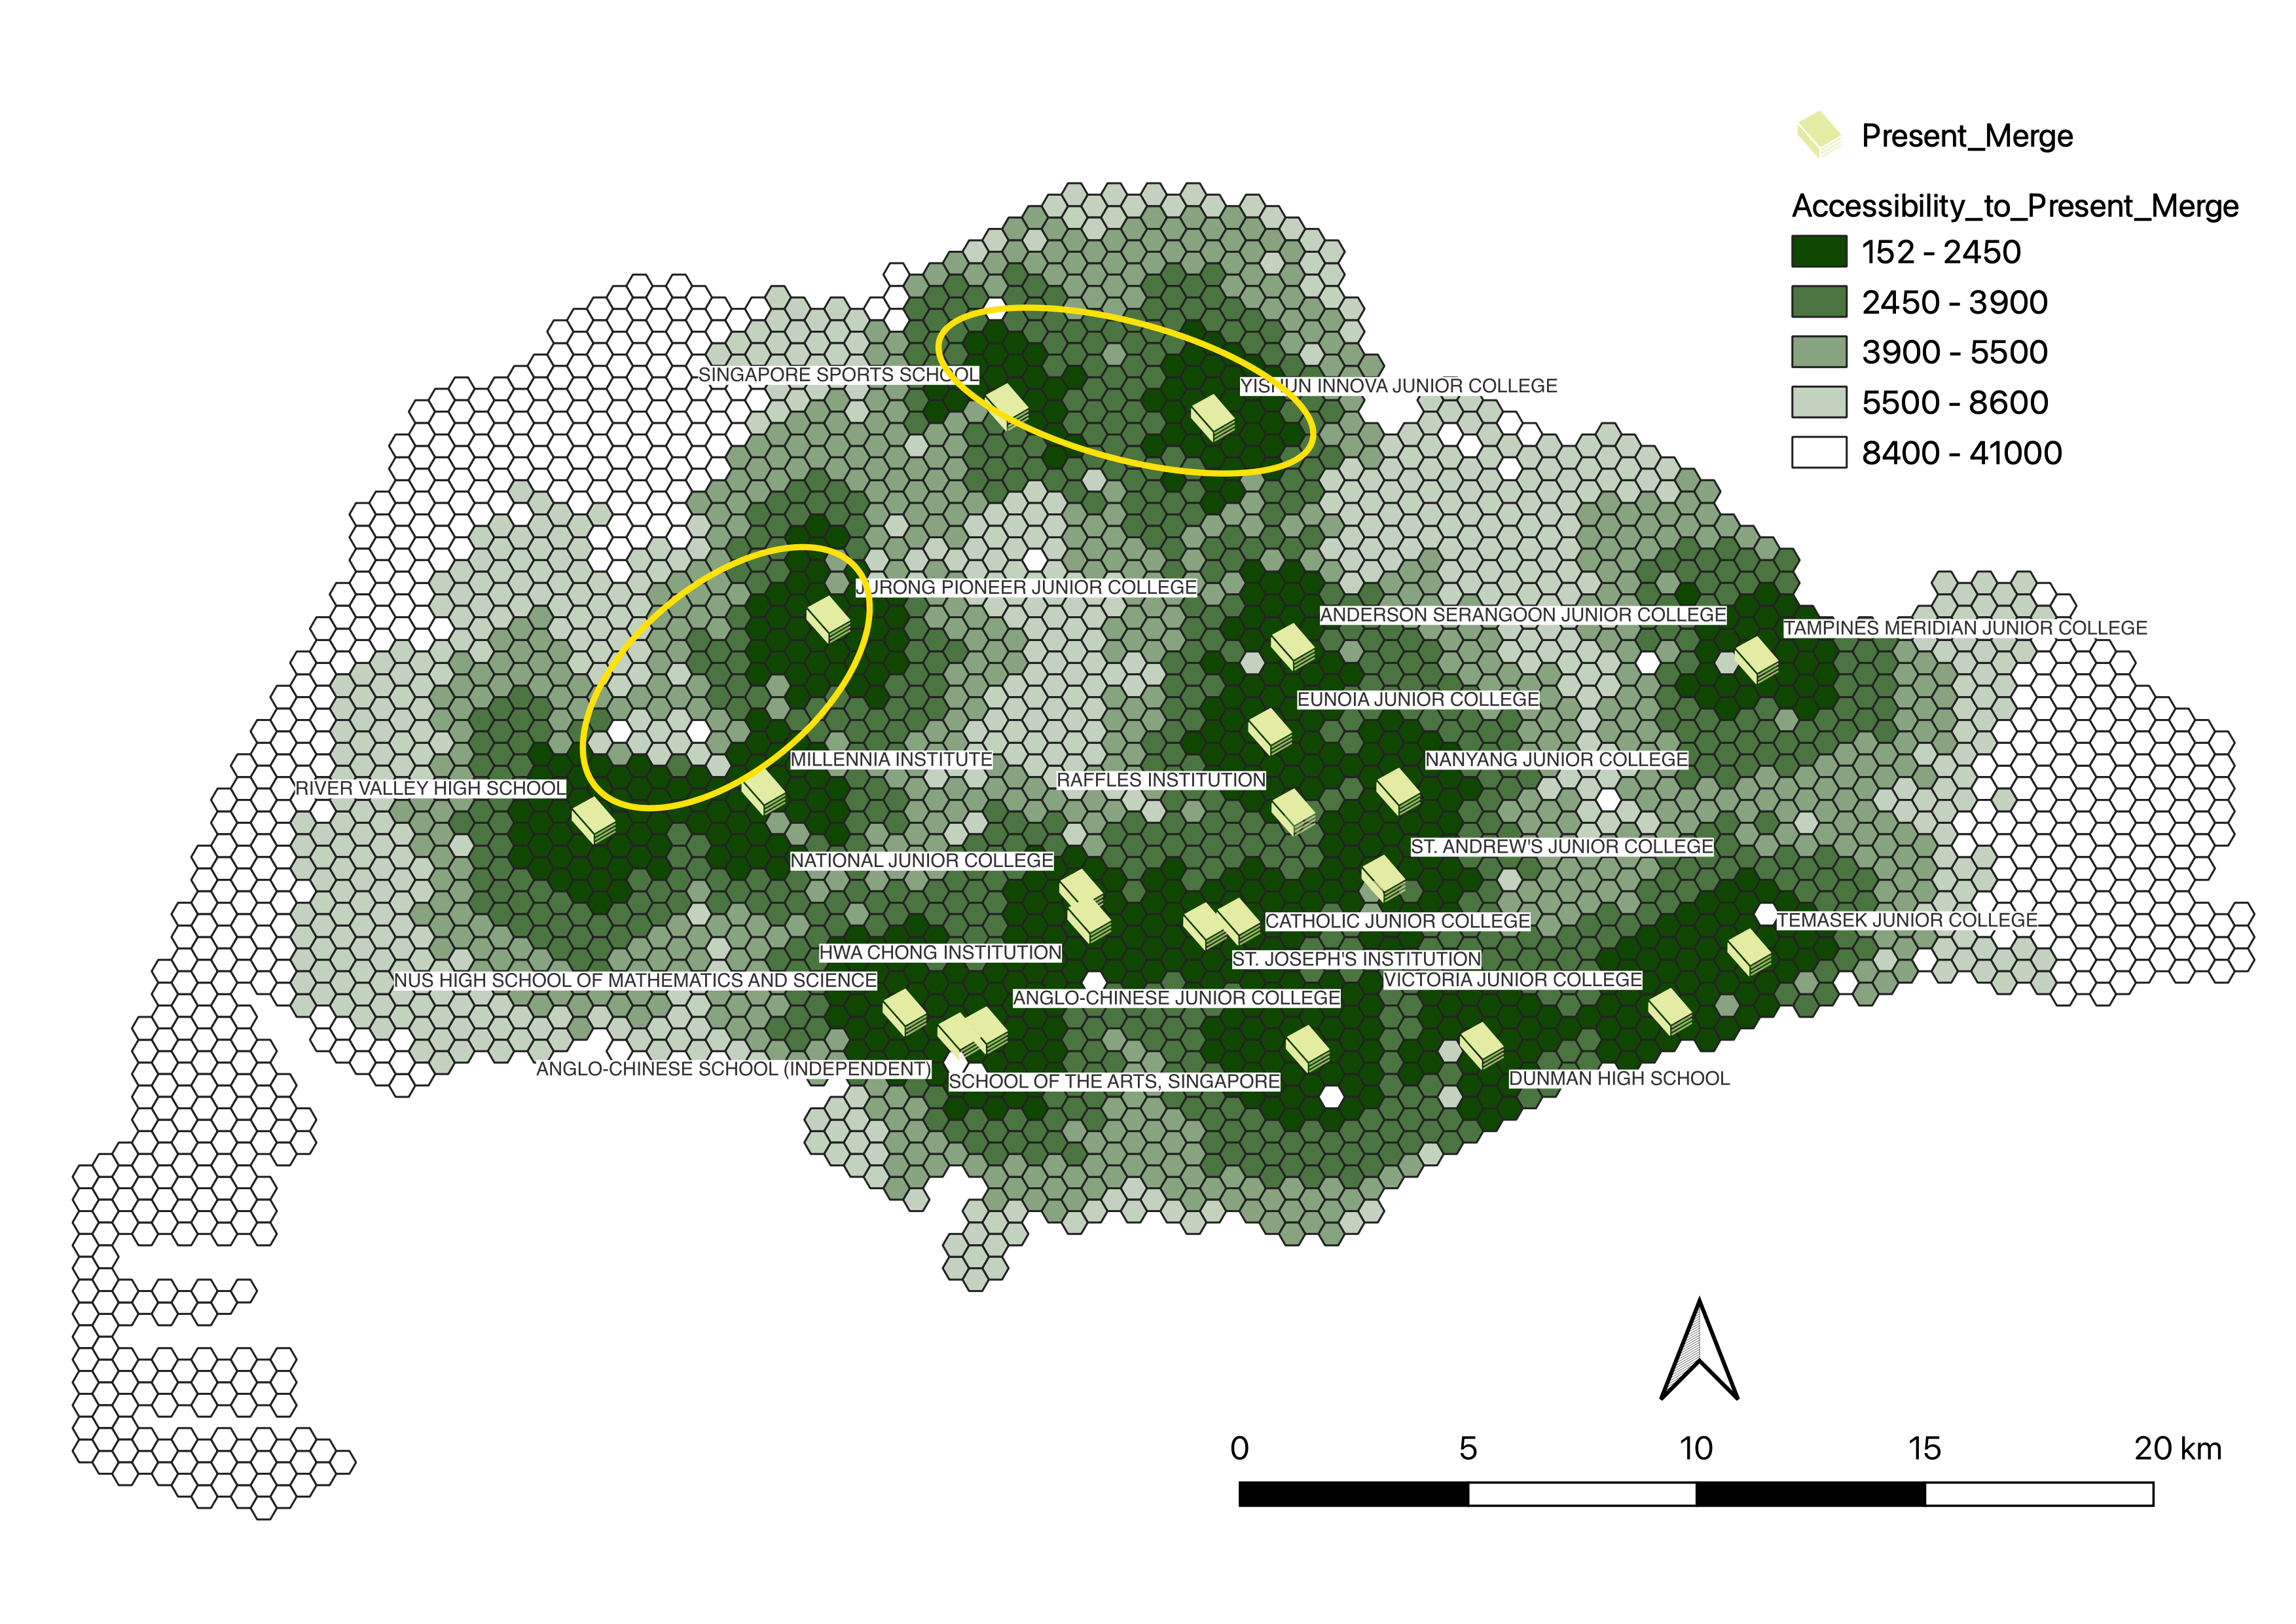 Present_Merge
Accessibility_to_Present_Merge
152 - 2450
2450 - 3900
3900 - 5500
5500 - 8600
8400 - 41000
SINGAPORE SPORTS SCHOOL
YISHUN INNOVA JUNIOR COLLEGE
JURONG PIONEER JUNIOR COLLEGE
ANDERSON SERANGOON JUNIOR COLLEGE
TAMPINES MERIDIAN JUNIOR COLLEGE
EUNOIA JUNIOR COLLEGE
MILLENNIA INSTITUTE
NANYANG JUNIOR COLLEGE
RAFFLES INSTITUTION
RIVER VALLEY HIGH SCHOOL
ST. ANDREW'S JUNIOR COLLEGE
NATIONAL JUNIOR COLLEGE
CATHOLIC JUNIOR COLLEGE
TEMASEK JUNIOR COLLEGE
HWA CHONG INSTITUTION
ST. JOSEPH'S INSTITUTION
NUS HIGH SCHOOL OF MATHEMATICS AND SCIENCE
VICTORIA JUNIOR COLLEGE
ANGLO-CHINESE JUNIOR COLLEGE
ANGLO-CHINESE SCHOOL (INDEPENDENT)
SCHOOL OF THE ARTS, SINGAPORE
DUNMAN HIGH SCHOOL
0 5 10 15 20 km